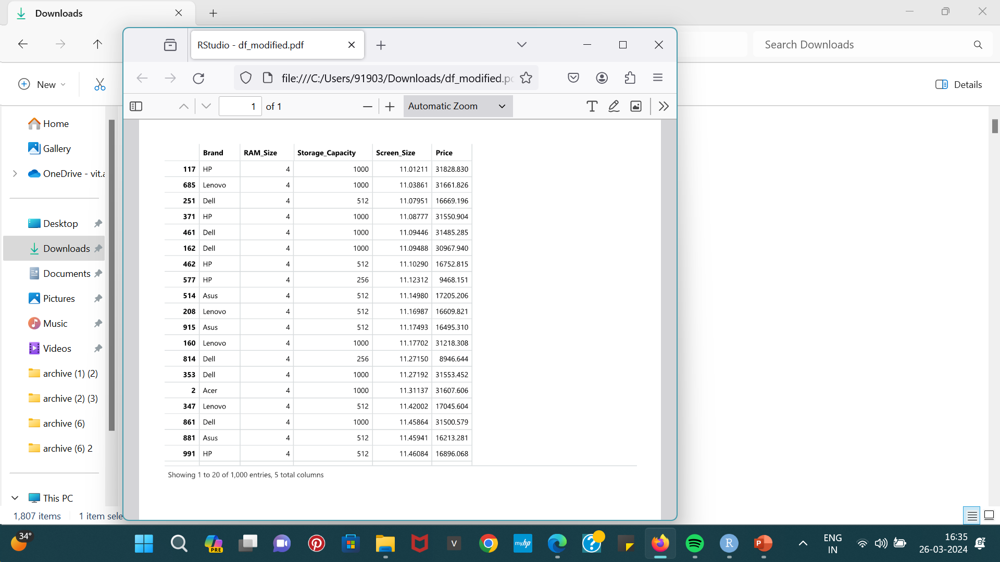 Downloads
RStudio - df_modified.pdf
Search Downloads
file:///C:/Users/91903/Downloads/df_modified.p
New
Details
1 of 1
Automatic Zoom
Home
Gallery
OneDrive - vit.a
Desktop
Downloads
Documents
Pictures
Music
Videos
archive (1) (2)
archive (2) (3)
archive (6)
archive (6) 2
This PC
1,807 items 1 item sele
Brand RAM_Size Storage_Capacity Screen_Size Price
117 HP 4 1000 11.01211 31828.830
685 Lenovo 4 1000 11.03861 31661.826
251 Dell 4 512 11.07951 16669.196
371 HP 4 1000 11.08777 31550.904
461 Dell 4 1000 11.09446 31485.285
162 Dell 4 1000 11.09488 30967.940
462 HP 4 512 11.10290 16752.815
577 HP 4 256 11.12312 9468.151
514 Asus 4 512 11.14980 17205.206
208 Lenovo 4 512 11.16987 16609.821
915 Asus 4 512 11.17493 16495.310
160 Lenovo 4 1000 11.17702 31218.308
814 Dell 4 256 11.27150 8946.644
353 Dell 4 1000 11.27192 31553.452
2 Acer 4 1000 11.31137 31607.606
347 Lenovo 4 512 11.42002 17045.604
861 Dell 4 1000 11.45864 31500.579
881 Asus 4 512 11.45941 16213.281
991 HP 4 512 11.46084 16896.068
Showing 1 to 20 of 1,000 entries, 5 total columns
34°
PRE
V
myhp
R
P
ENG
IN
16:35
26-03-2024